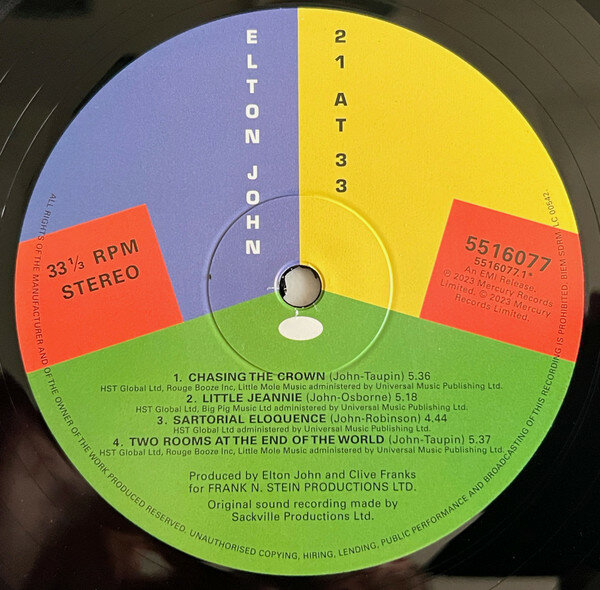 ELTON JOHN
21 AT 33
33 1/3 RPM
STEREO
5516077
5516077.1*
An EMI Release.
℗ 2023 Mercury Records
Limited. © 2023 Mercury
Records Limited.
1. CHASING THE CROWN (John-Taupin) 5.36
HST Global Ltd, Rouge Booze Inc, Little Mole Music administered by Universal Music Publishing Ltd.
2. LITTLE JEANNIE (John-Osborne) 5.18
HST Global Ltd, Big Pig Music Ltd administered by Universal Music Publishing Ltd.
3. SARTORIAL ELOQUENCE (John-Robinson) 4.44
HST Global Ltd administered by Universal Music Publishing Ltd.
4. TWO ROOMS AT THE END OF THE WORLD (John-Taupin) 5.37
HST Global Ltd, Rouge Booze Inc, Little Mole Music administered by Universal Music Publishing Ltd.
Produced by Elton John and Clive Franks
for FRANK N. STEIN PRODUCTIONS LTD.
Original sound recording made by
Sackville Productions Ltd.
ALL RIGHTS OF THE MANUFACTURER AND OF THE OWNER OF THE WORK PRODUCED RESERVED. UNAUTHORISED COPYING, HIRING, LENDING, PUBLIC PERFORMANCE AND BROADCASTING OF THIS RECORDING IS PROHIBITED. BIEM SDRM. LC 00542.